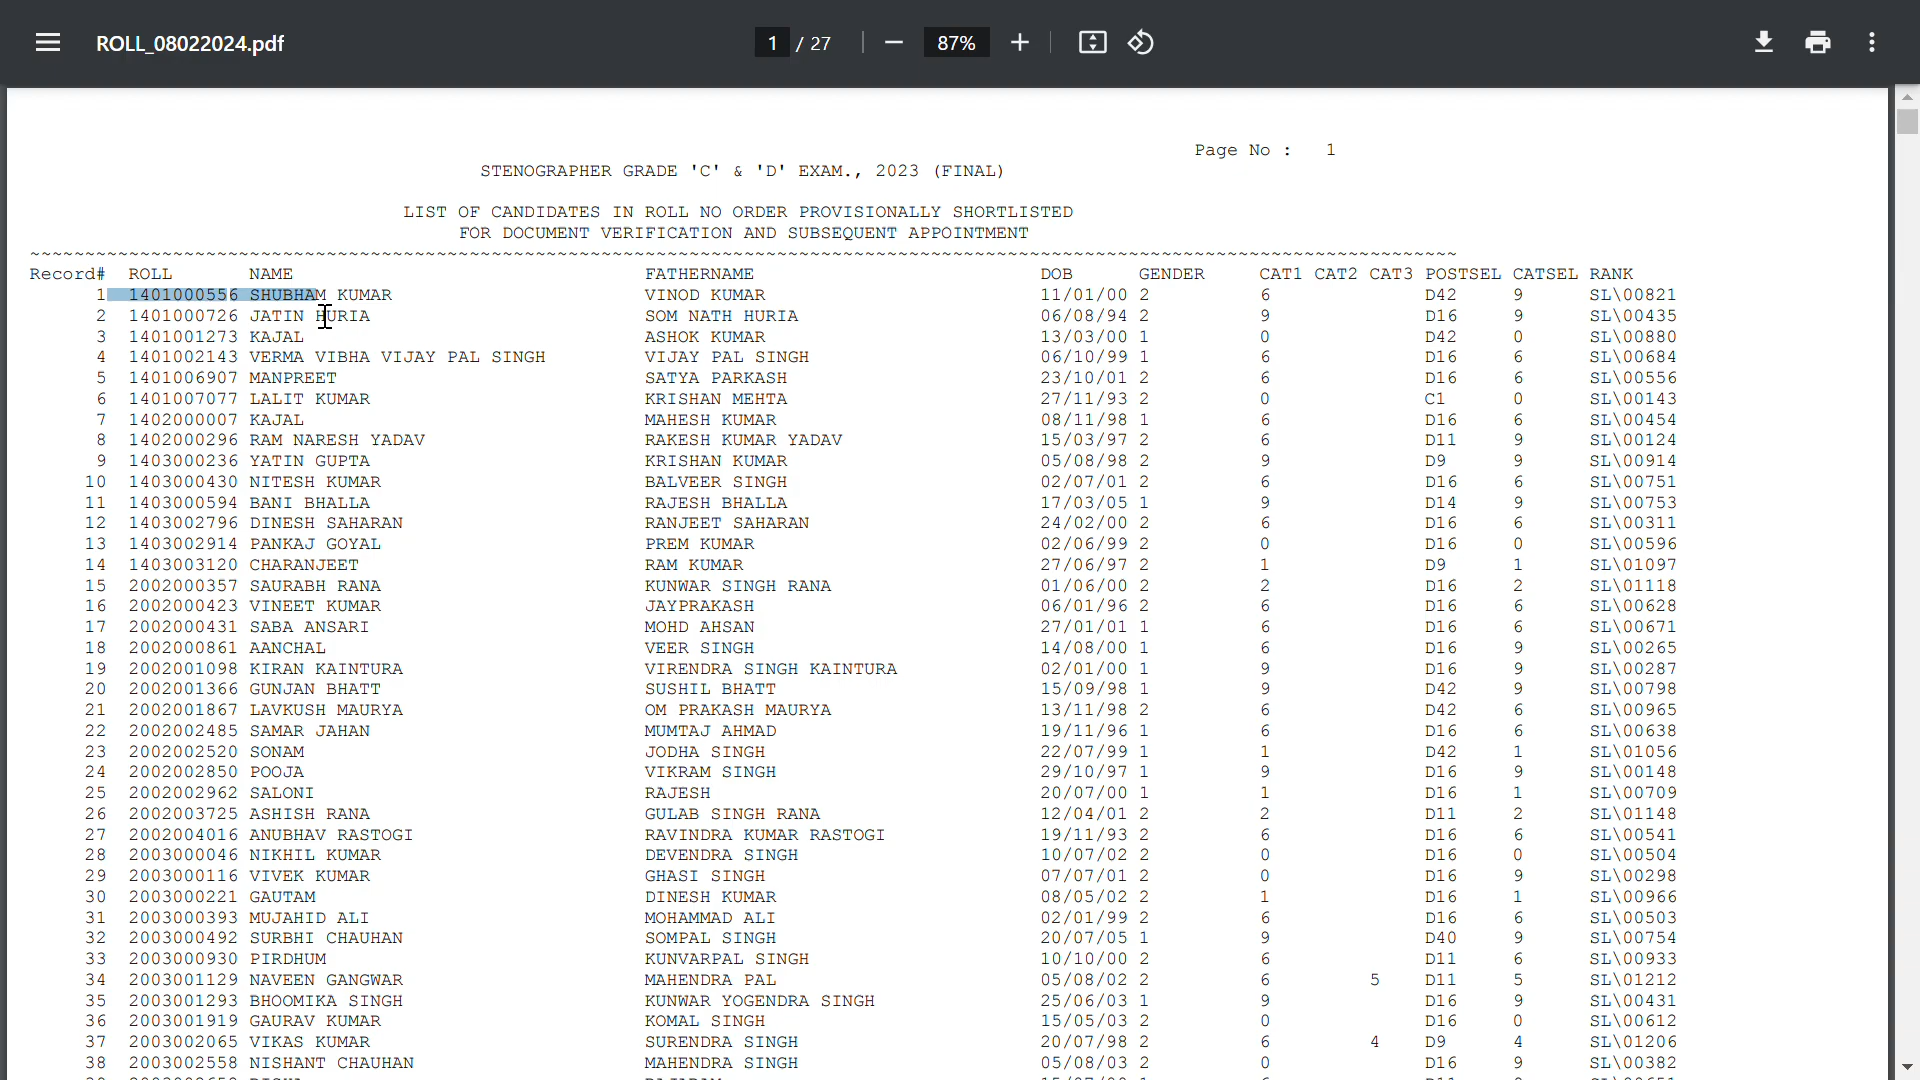 ROLL_08022024.pdf 1 / 27 87%
Page No : 1
STENOGRAPHER GRADE 'C' & 'D' EXAM., 2023 (FINAL)
LIST OF CANDIDATES IN ROLL NO ORDER PROVISIONALLY SHORTLISTED
FOR DOCUMENT VERIFICATION AND SUBSEQUENT APPOINTMENT
Record# ROLL NAME FATHERNAME DOB GENDER CAT1 CAT2 CAT3 POSTSEL CATSEL RANK
1 1401000556 SHUBHAM KUMAR VINOD KUMAR 11/01/00 2 6 D42 9 SL\00821
2 1401000726 JATIN HURIA SOM NATH HURIA 06/08/94 2 9 D16 9 SL\00435
3 1401001273 KAJAL ASHOK KUMAR 13/03/00 1 0 D42 0 SL\00880
4 1401002143 VERMA VIBHA VIJAY PAL SINGH VIJAY PAL SINGH 06/10/99 1 6 D16 6 SL\00684
5 1401006907 MANPREET SATYA PARKASH 23/10/01 2 6 D16 6 SL\00556
6 1401007077 LALIT KUMAR KRISHAN MEHTA 27/11/93 2 0 C1 0 SL\00143
7 1402000007 KAJAL MAHESH KUMAR 08/11/98 1 6 D16 6 SL\00454
8 1402000296 RAM NARESH YADAV RAKESH KUMAR YADAV 15/03/97 2 6 D11 9 SL\00124
9 1403000236 YATIN GUPTA KRISHAN KUMAR 05/08/98 2 9 D9 9 SL\00914
10 1403000430 NITESH KUMAR BALVEER SINGH 02/07/01 2 6 D16 6 SL\00751
11 1403000594 BANI BHALLA RAJESH BHALLA 17/03/05 1 9 D14 9 SL\00753
12 1403002796 DINESH SAHARAN RANJEET SAHARAN 24/02/00 2 6 D16 6 SL\00311
13 1403002914 PANKAJ GOYAL PREM KUMAR 02/06/99 2 0 D16 0 SL\00596
14 1403003120 CHARANJEET RAM KUMAR 27/06/97 2 1 D9 1 SL\01097
15 2002000357 SAURABH RANA KUNWAR SINGH RANA 01/06/00 2 2 D16 2 SL\01118
16 2002000423 VINEET KUMAR JAYPRAKASH 06/01/96 2 6 D16 6 SL\00628
17 2002000431 SABA ANSARI MOHD AHSAN 27/01/01 1 6 D16 6 SL\00671
18 2002000861 AANCHAL VEER SINGH 14/08/00 1 6 D16 9 SL\00265
19 2002001098 KIRAN KAINTURA VIRENDRA SINGH KAINTURA 02/01/00 1 9 D16 9 SL\00287
20 2002001366 GUNJAN BHATT SUSHIL BHATT 15/09/98 1 9 D42 9 SL\00798
21 2002001867 LAVKUSH MAURYA OM PRAKASH MAURYA 13/11/98 2 6 D42 6 SL\00965
22 2002002485 SAMAR JAHAN MUMTAJ AHMAD 19/11/96 1 6 D16 6 SL\00638
23 2002002520 SONAM JODHA SINGH 22/07/99 1 1 D42 1 SL\01056
24 2002002850 POOJA VIKRAM SINGH 29/10/97 1 9 D16 9 SL\00148
25 2002002962 SALONI RAJESH 20/07/00 1 1 D16 1 SL\00709
26 2002003725 ASHISH RANA GULAB SINGH RANA 12/04/01 2 2 D11 2 SL\01148
27 2002004016 ANUBHAV RASTOGI RAVINDRA KUMAR RASTOGI 19/11/93 2 6 D16 6 SL\00541
28 2003000046 NIKHIL KUMAR DEVENDRA SINGH 10/07/02 2 0 D16 0 SL\00504
29 2003000116 VIVEK KUMAR GHASI SINGH 07/07/01 2 0 D16 9 SL\00298
30 2003000221 GAUTAM DINESH KUMAR 08/05/02 2 1 D16 1 SL\00966
31 2003000393 MUJAHID ALI MOHAMMAD ALI 02/01/99 2 6 D16 6 SL\00503
32 2003000492 SURBHI CHAUHAN SOMPAL SINGH 20/07/05 1 9 D40 9 SL\00754
33 2003000930 PIRDHUM KUNVARPAL SINGH 10/10/00 2 6 D11 6 SL\00933
34 2003001129 NAVEEN GANGWAR MAHENDRA PAL 05/08/02 2 6 5 D11 5 SL\01212
35 2003001293 BHOOMIKA SINGH KUNWAR YOGENDRA SINGH 25/06/03 1 9 D16 9 SL\00431
36 2003001919 GAURAV KUMAR KOMAL SINGH 15/05/03 2 0 D16 0 SL\00612
37 2003002065 VIKAS KUMAR SURENDRA SINGH 20/07/98 2 6 4 D9 4 SL\01206
38 2003002558 NISHANT CHAUHAN MAHENDRA SINGH 05/08/03 2 0 D16 9 SL\00382